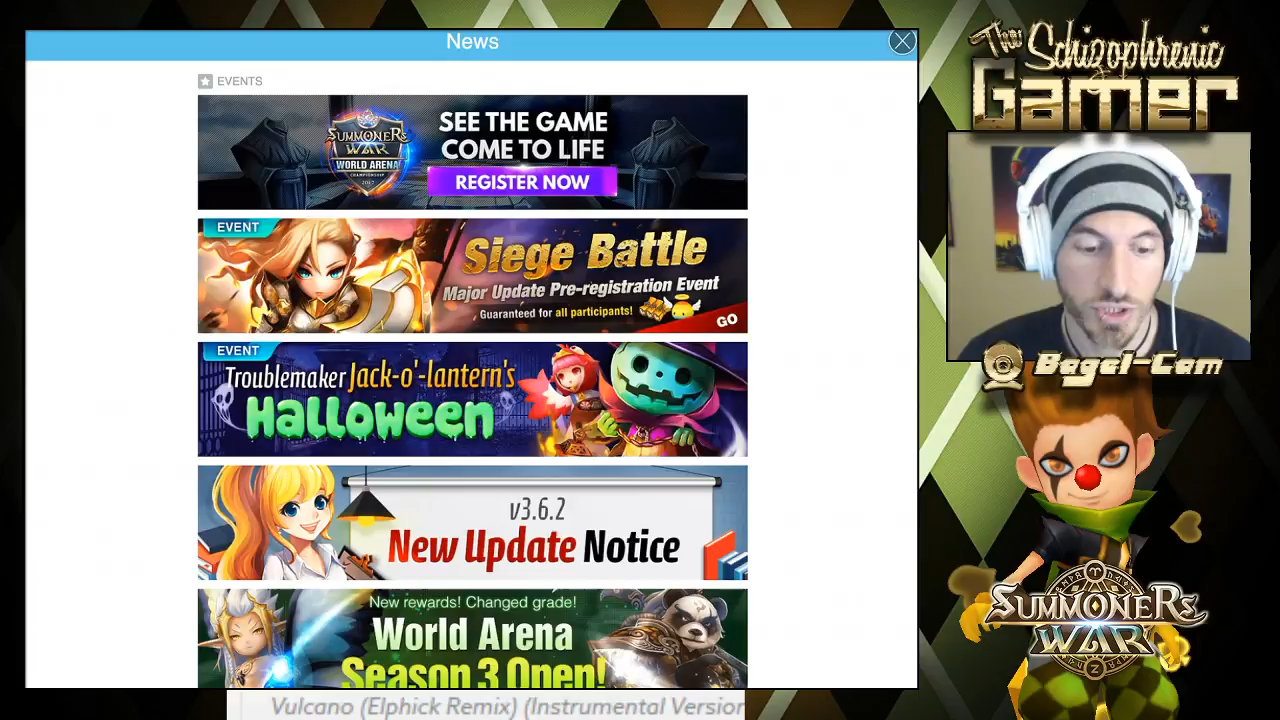 News
EVENTS
SUMMONERS
WAR
WORLD ARENA
CHAMPIONSHIP
2017
SEE THE GAME
COME TO LIFE
REGISTER NOW
EVENT
Siege Battle
Major Update Pre-registration Event
Guaranteed for all participants!
GO
EVENT
Troublemaker Jack-o'-lantern's
Halloween
v3.6.2
New Update Notice
New rewards! Changed grade!
World Arena
Season 3 Open!
Vulcano (Elphick Remix) (Instrumental Version
The Schizophrenic
Gamer
Bagel-Cam
SUMMONERS
WAR